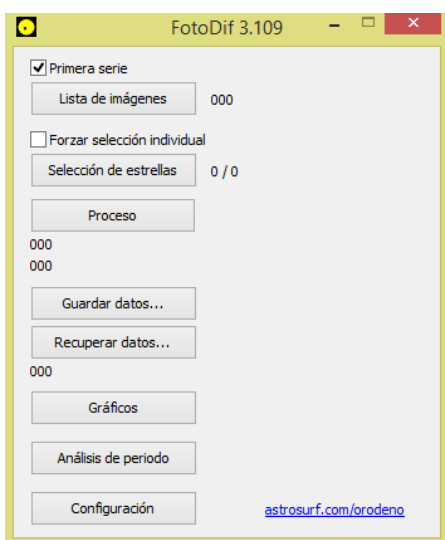 FotoDif 3.109
Primera serie
Lista de imágenes 000
Forzar selección individual
Selección de estrellas 0 / 0
Proceso
000
000
Guardar datos...
Recuperar datos...
000
Gráficos
Análisis de periodo
Configuración astrosurf.com/orodeno